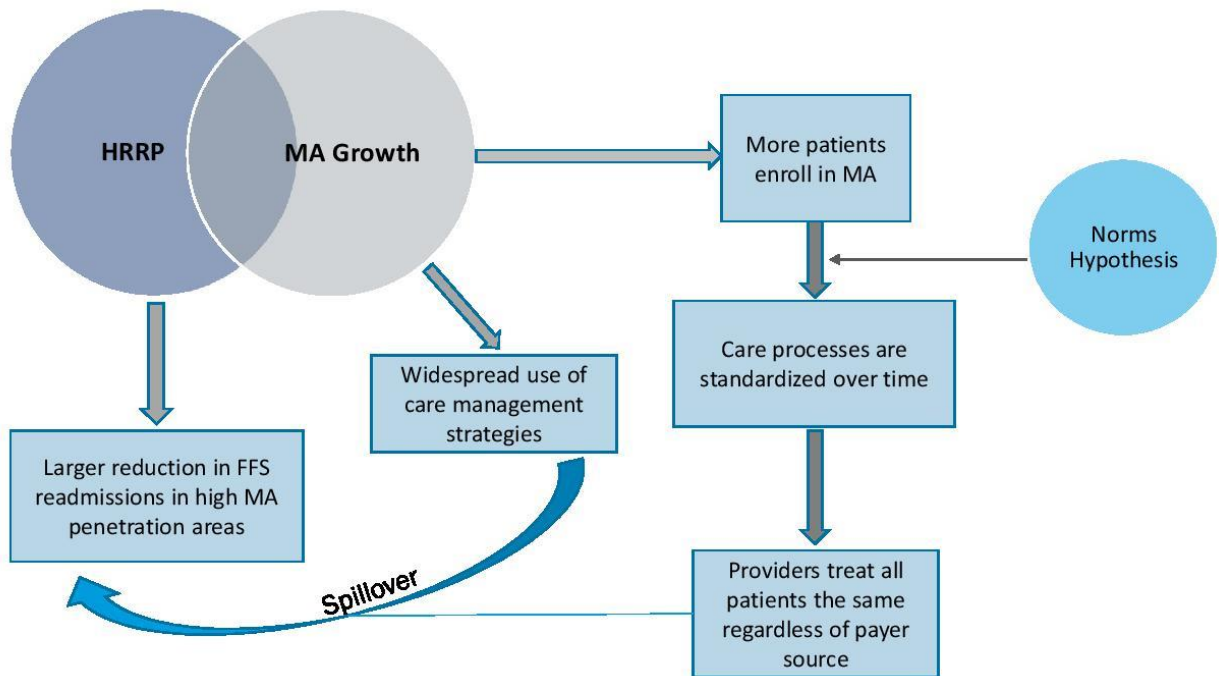 HRRP
MA Growth
More patients
enroll in MA
Norms
Hypothesis
Care processes are
standardized over time
Widespread use of
care management
strategies
Larger reduction in FFS
readmissions in high MA
penetration areas
Spillover
Providers treat all
patients the same
regardless of payer
source